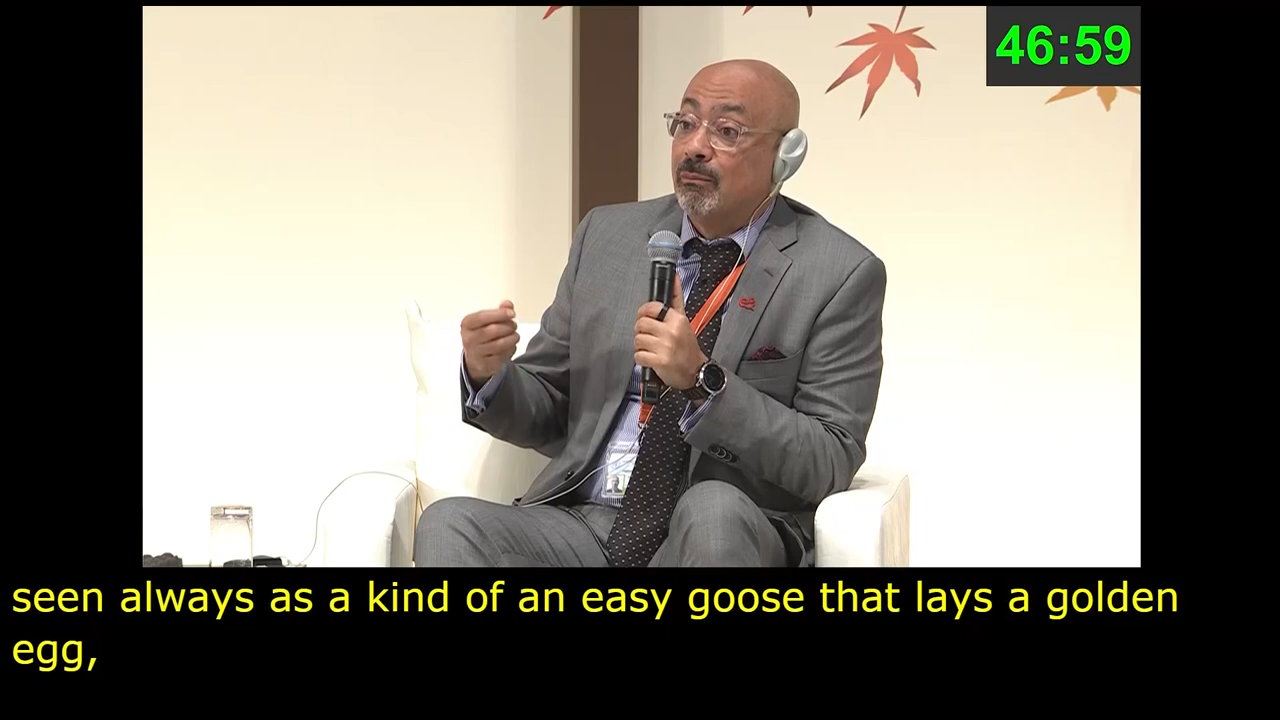 46:59
seen always as a kind of an easy goose that lays a golden
egg,